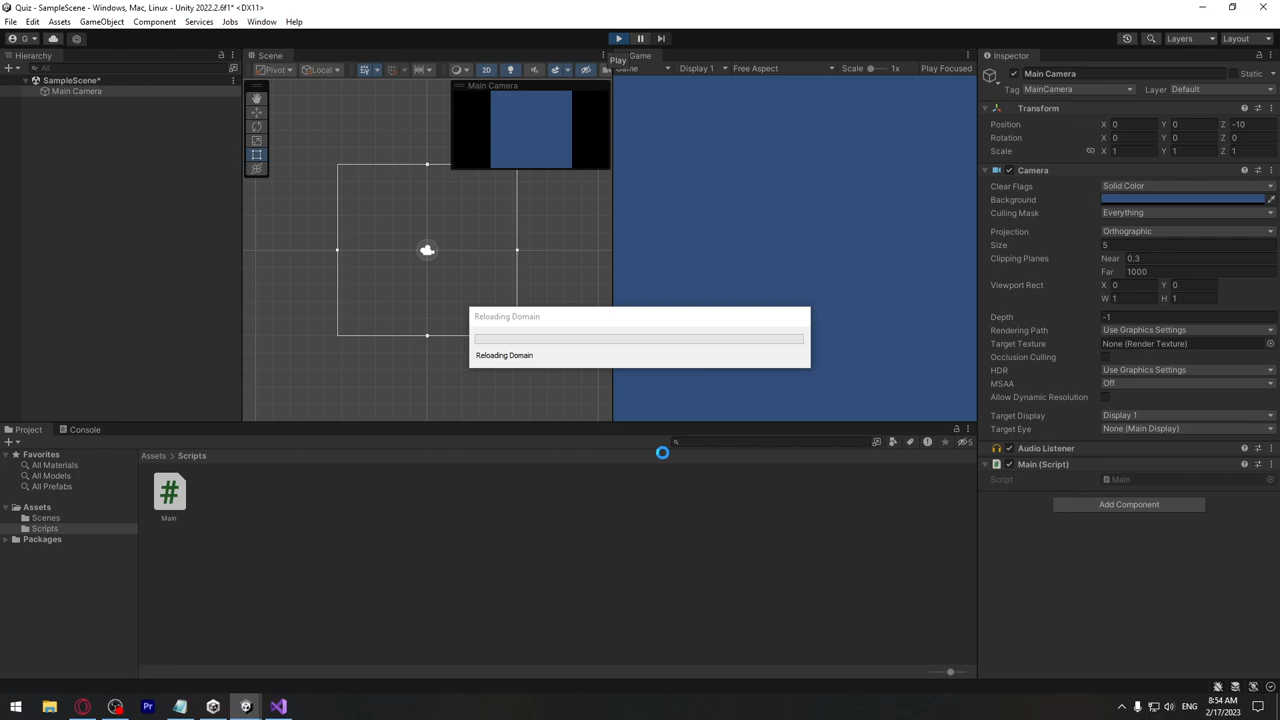 Quiz - SampleScene - Windows, Mac, Linux - Unity 2022.2.6f1* <DX11>
File Edit Assets GameObject Component Services Jobs Window Help
G Layers Layout
Hierarchy Scene Game Inspector
Play
All
SampleScene*
Main Camera
Pivot Local 2D
Main Camera
Display 1 Free Aspect Scale 1x Play Focused
Main Camera Static
Tag MainCamera Layer Default
Transform
Position X 0 Y 0 Z -10
Rotation X 0 Y 0 Z 0
Scale X 1 Y 1 Z 1
Camera
Clear Flags Solid Color
Background
Culling Mask Everything
Projection Orthographic
Size 5
Clipping Planes Near 0.3
Far 1000
Viewport Rect X 0 Y 0
W 1 H 1
Depth -1
Rendering Path Use Graphics Settings
Target Texture None (Render Texture)
Occlusion Culling
HDR Use Graphics Settings
MSAA Off
Allow Dynamic Resolution
Target Display Display 1
Target Eye None (Main Display)
Audio Listener
Main (Script)
Script Main
Add Component
Reloading Domain
Reloading Domain
Project Console
5
Favorites
All Materials
All Models
All Prefabs
Assets
Scenes
Scripts
Packages
Assets > Scripts
#
Main
Pr
ENG
8:54 AM
2/17/2023